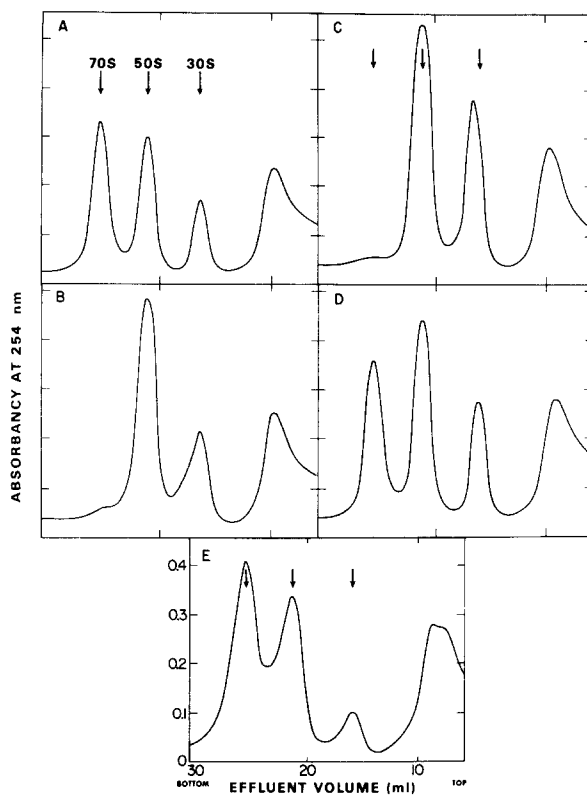 A
C
70S 50S 30S
B
D
ABSORBANCY AT 254 nm
E
0.4
0.3
0.2
0.1
0
30 20 10
BOTTOM EFFLUENT VOLUME (ml) TOP